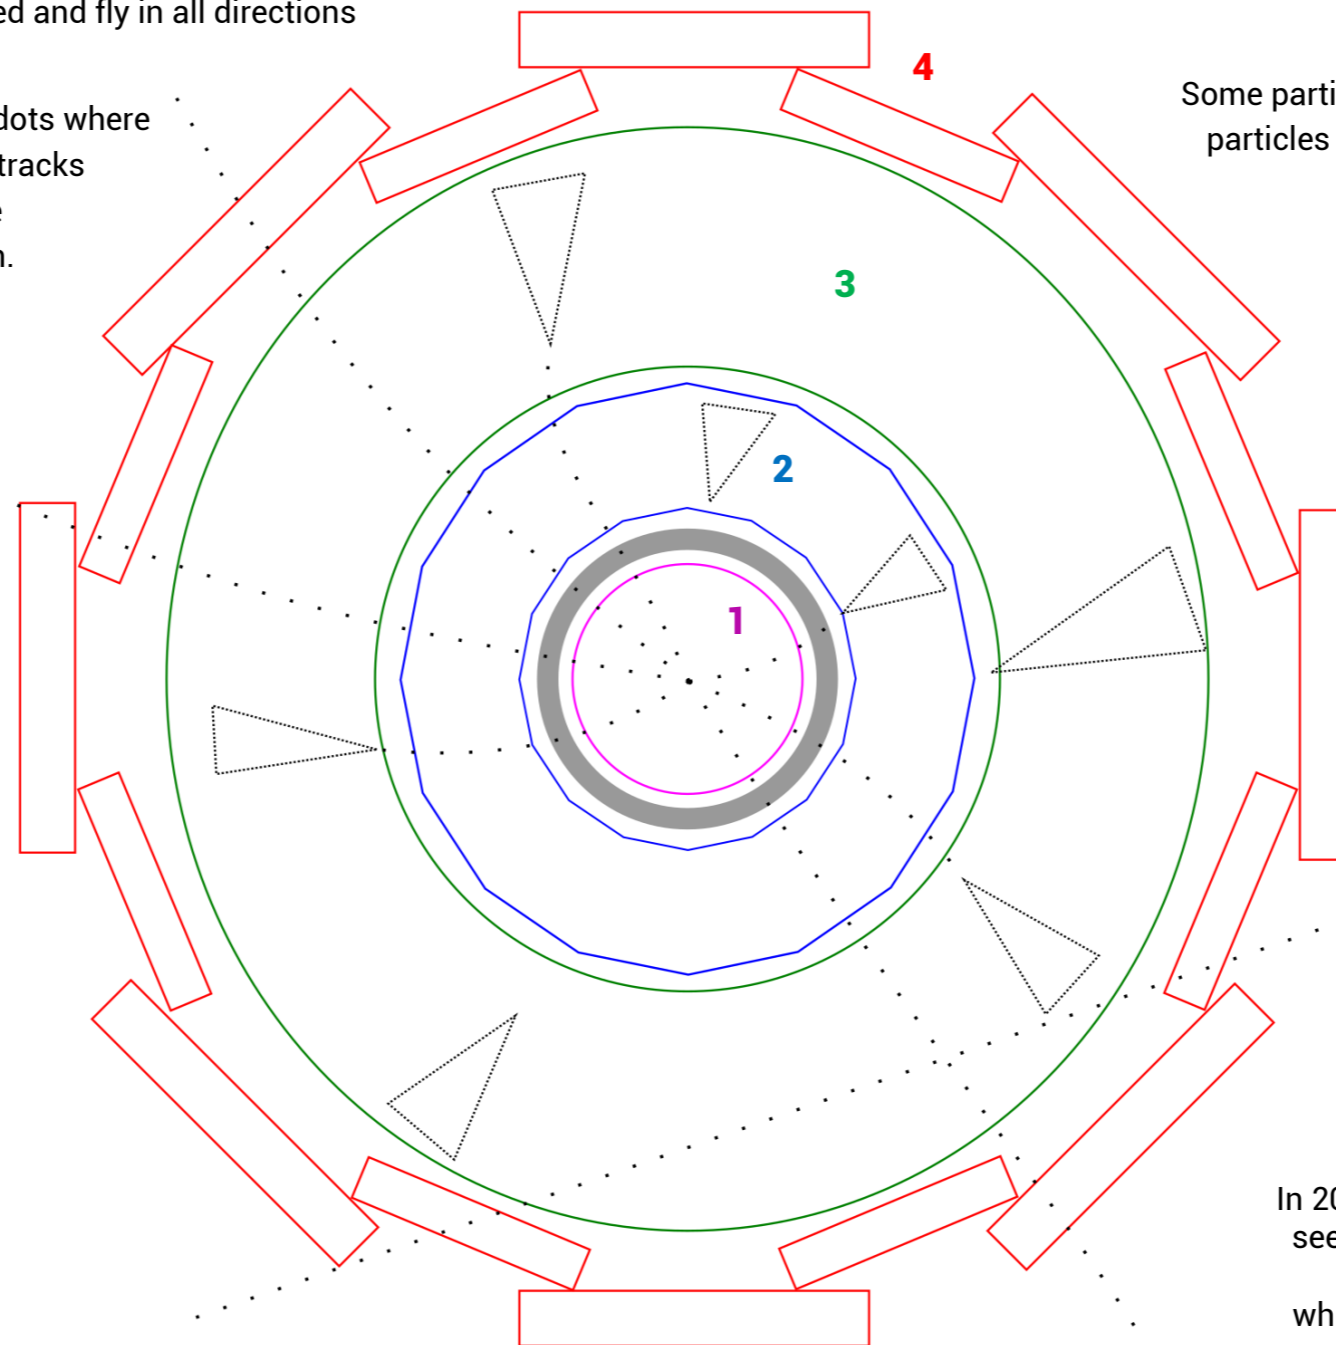 ed and fly in all directions
4
Some parti
particles
dots where
tracks
e
n.
3
2
1
In 20
see
wh